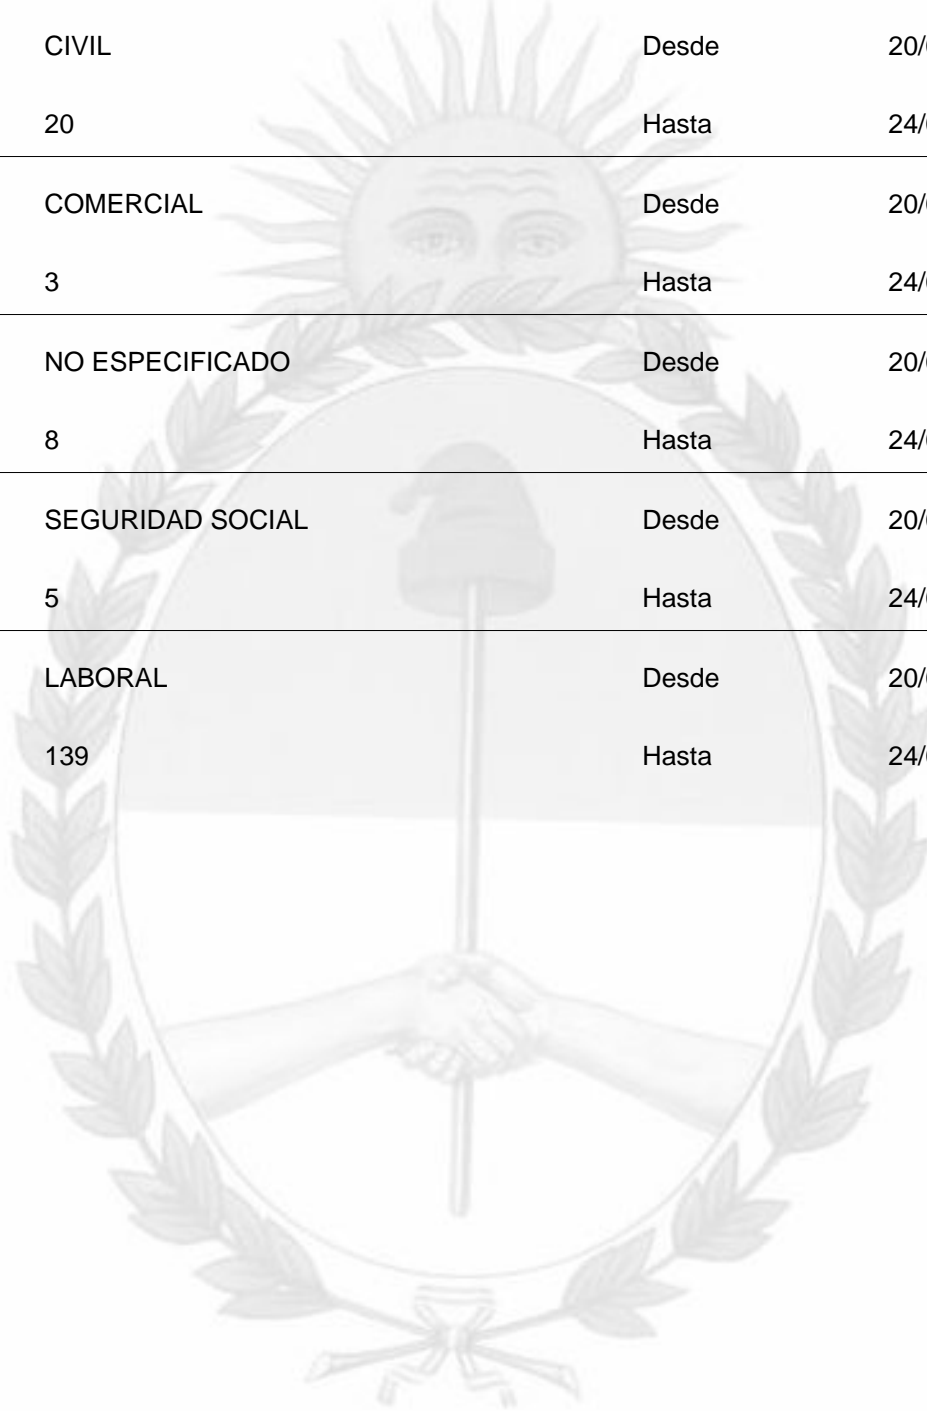 CIVIL Desde 20/
20 Hasta 24/
COMERCIAL Desde 20/
3 Hasta 24/
NO ESPECIFICADO Desde 20/
8 Hasta 24/
SEGURIDAD SOCIAL Desde 20/
5 Hasta 24/
LABORAL Desde 20/
139 Hasta 24/